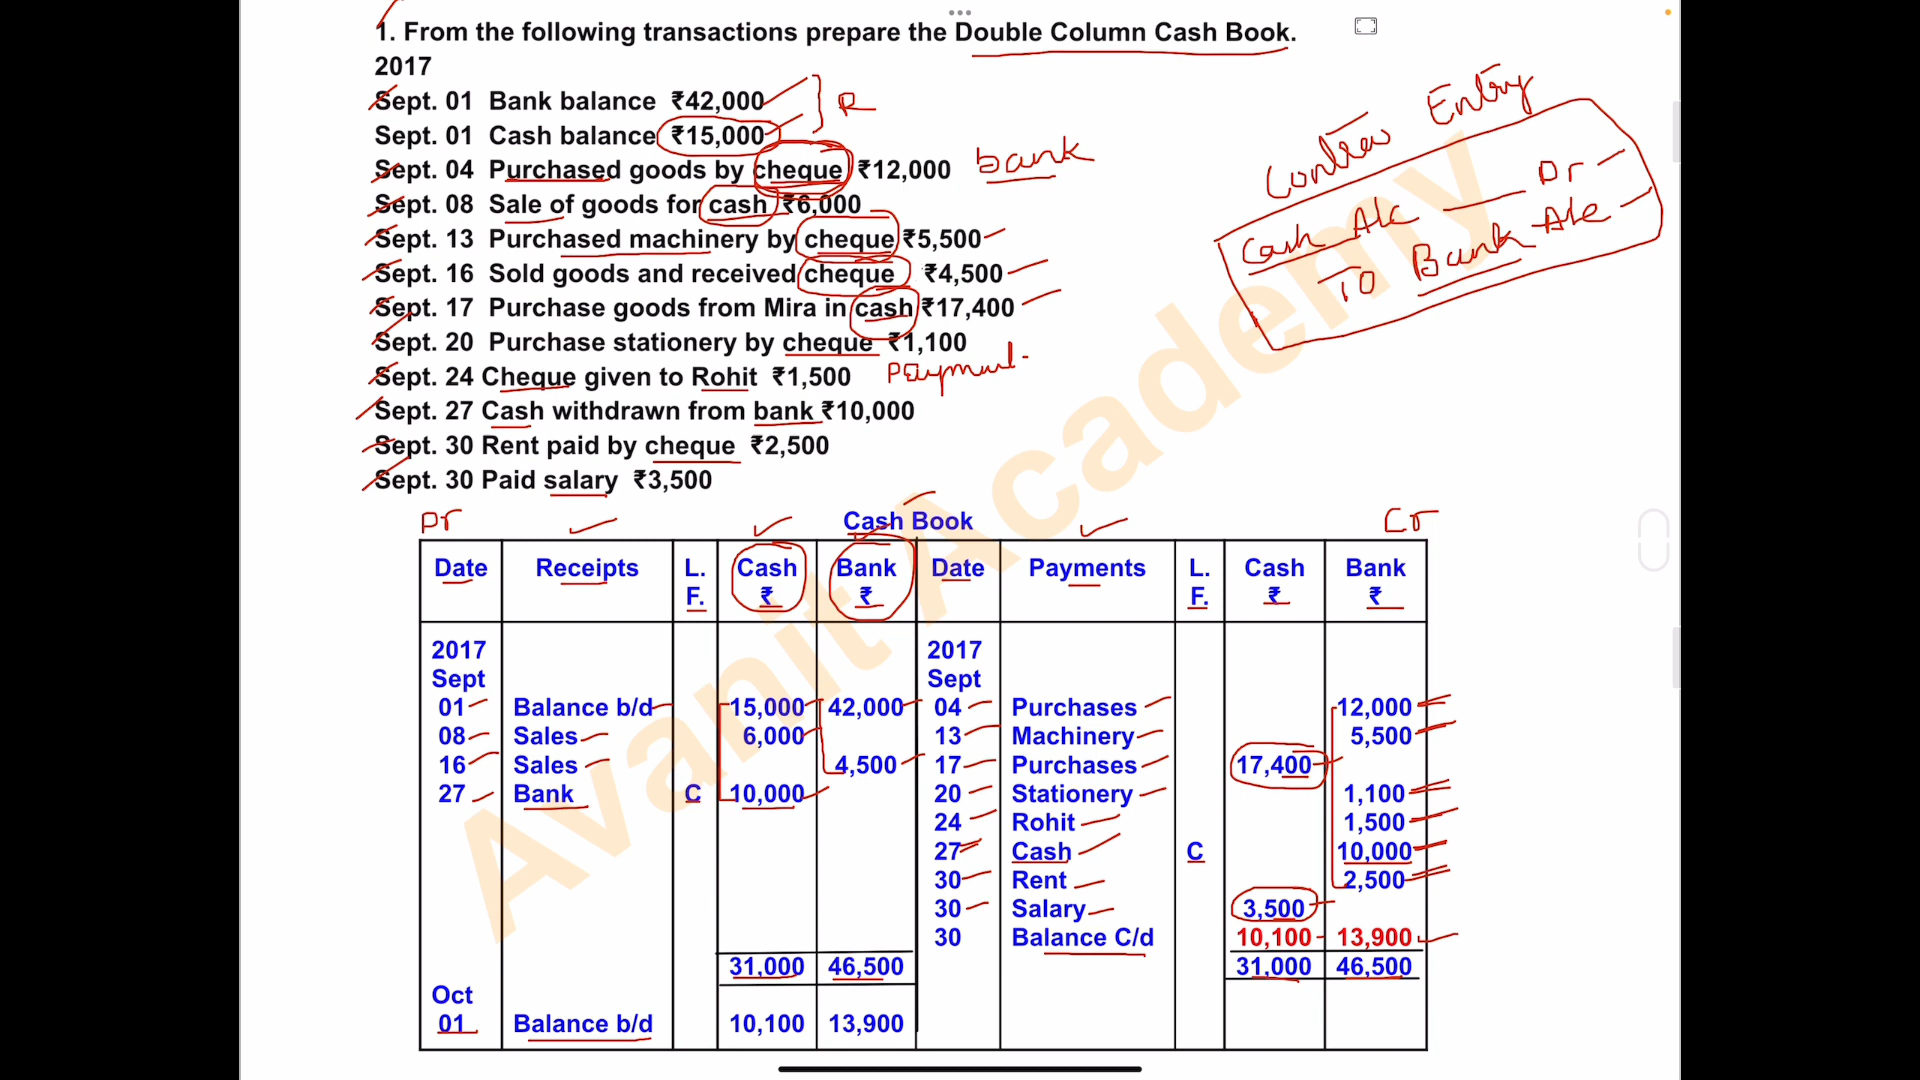 1. From the following transactions prepare the Double Column Cash Book.
2017
Sept. 01 Bank balance ₹42,000
R
Sept. 01 Cash balance ₹15,000
Sept. 04 Purchased goods by cheque ₹12,000
bank
Sept. 08 Sale of goods for cash ₹6,000
Sept. 13 Purchased machinery by cheque ₹5,500
Sept. 16 Sold goods and received cheque ₹4,500
Sept. 17 Purchase goods from Mira in cash ₹17,400
Sept. 20 Purchase stationery by cheque ₹1,100
Sept. 24 Cheque given to Rohit ₹1,500
Sept. 27 Cash withdrawn from bank ₹10,000
Sept. 30 Rent paid by cheque ₹2,500
Sept. 30 Paid salary ₹3,500
Contra Entry
Cash A/c Dr
To Bank A/c
Dr Cash Book Cr
Date Receipts L. F. Cash ₹ Bank ₹ Date Payments L. F. Cash ₹ Bank ₹
2017 2017
Sept Sept
01 Balance b/d 15,000 42,000 04 Purchases 12,000
08 Sales 6,000 13 Machinery 5,500
16 Sales 4,500 17 Purchases 17,400
27 Bank C 10,000 20 Stationery 1,100
24 Rohit 1,500
27 Cash C 10,000
30 Rent 2,500
30 Salary 3,500
30 Balance C/d 10,100 13,900
31,000 46,500 31,000 46,500
Oct
01 Balance b/d 10,100 13,900
Avanit Academy